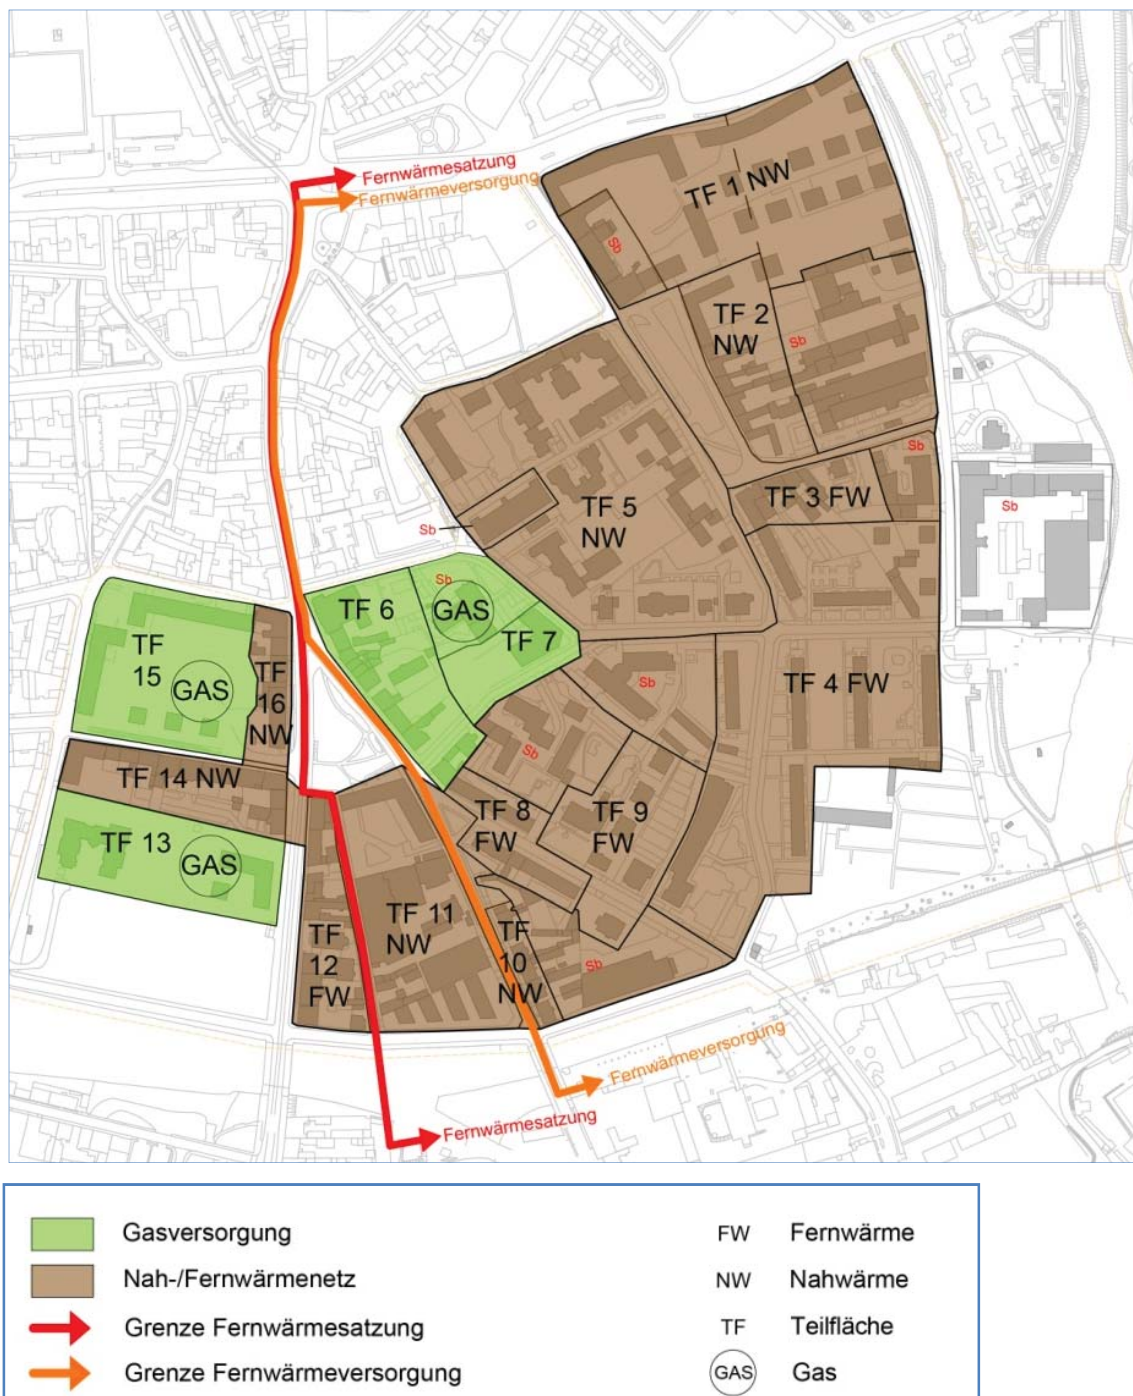 Fernwärmesatzung
Fernwärmeversorgung
TF 1 NW
Sb
TF 2
NW
Sb
Sb
TF 3 FW
TF 5
NW
Sb
Sb
TF 6
Sb
GAS
TF 7
TF
15
GAS
TF
16
NW
Sb
TF 4 FW
TF 14 NW
Sb
TF 8
FW
TF 9
FW
TF 13
GAS
TF 11
NW
TF
12
FW
TF
10
NW
Sb
Fernwärmeversorgung
Fernwärmesatzung
Gasversorgung
FW Fernwärme
Nah-/Fernwärmenetz
NW Nahwärme
Grenze Fernwärmesatzung
TF Teilfläche
Grenze Fernwärmeversorgung
GAS Gas